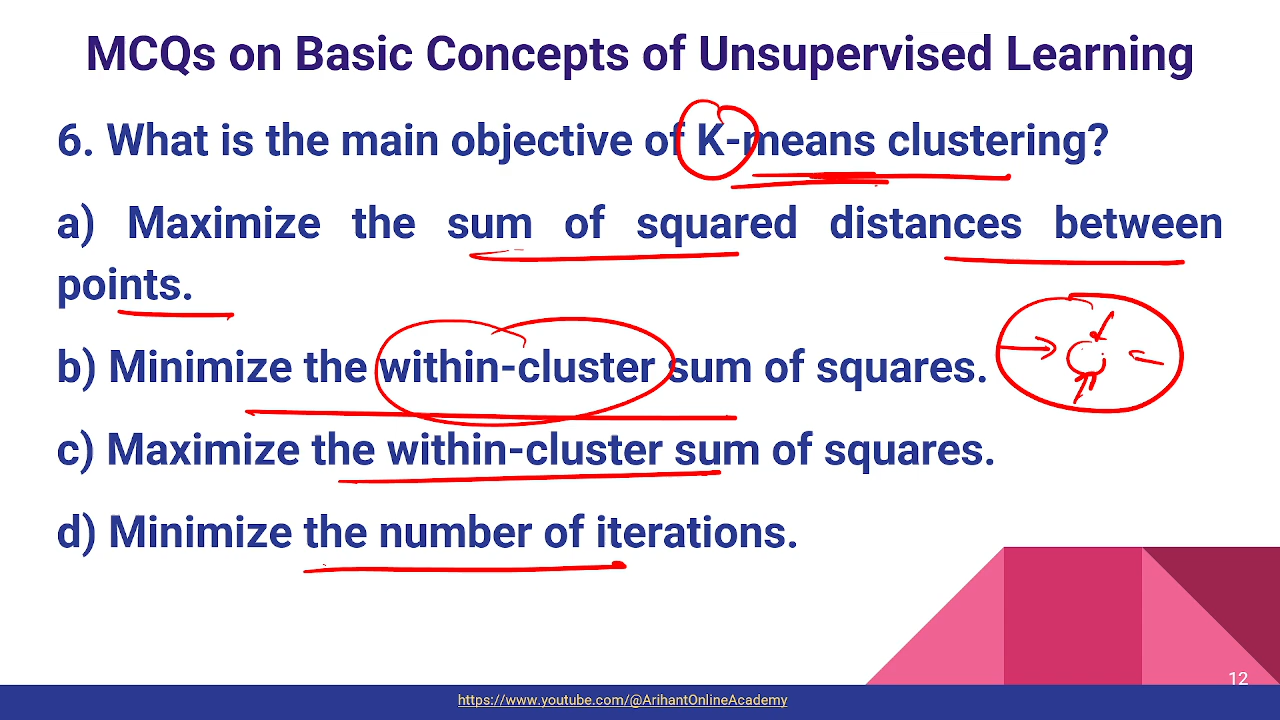 MCQs on Basic Concepts of Unsupervised Learning
6. What is the main objective of K-means clustering?
a) Maximize the sum of squared distances between
points.
b) Minimize the within-cluster sum of squares.
c) Maximize the within-cluster sum of squares.
d) Minimize the number of iterations.
12
https://www.youtube.com/@ArihantOnlineAcademy